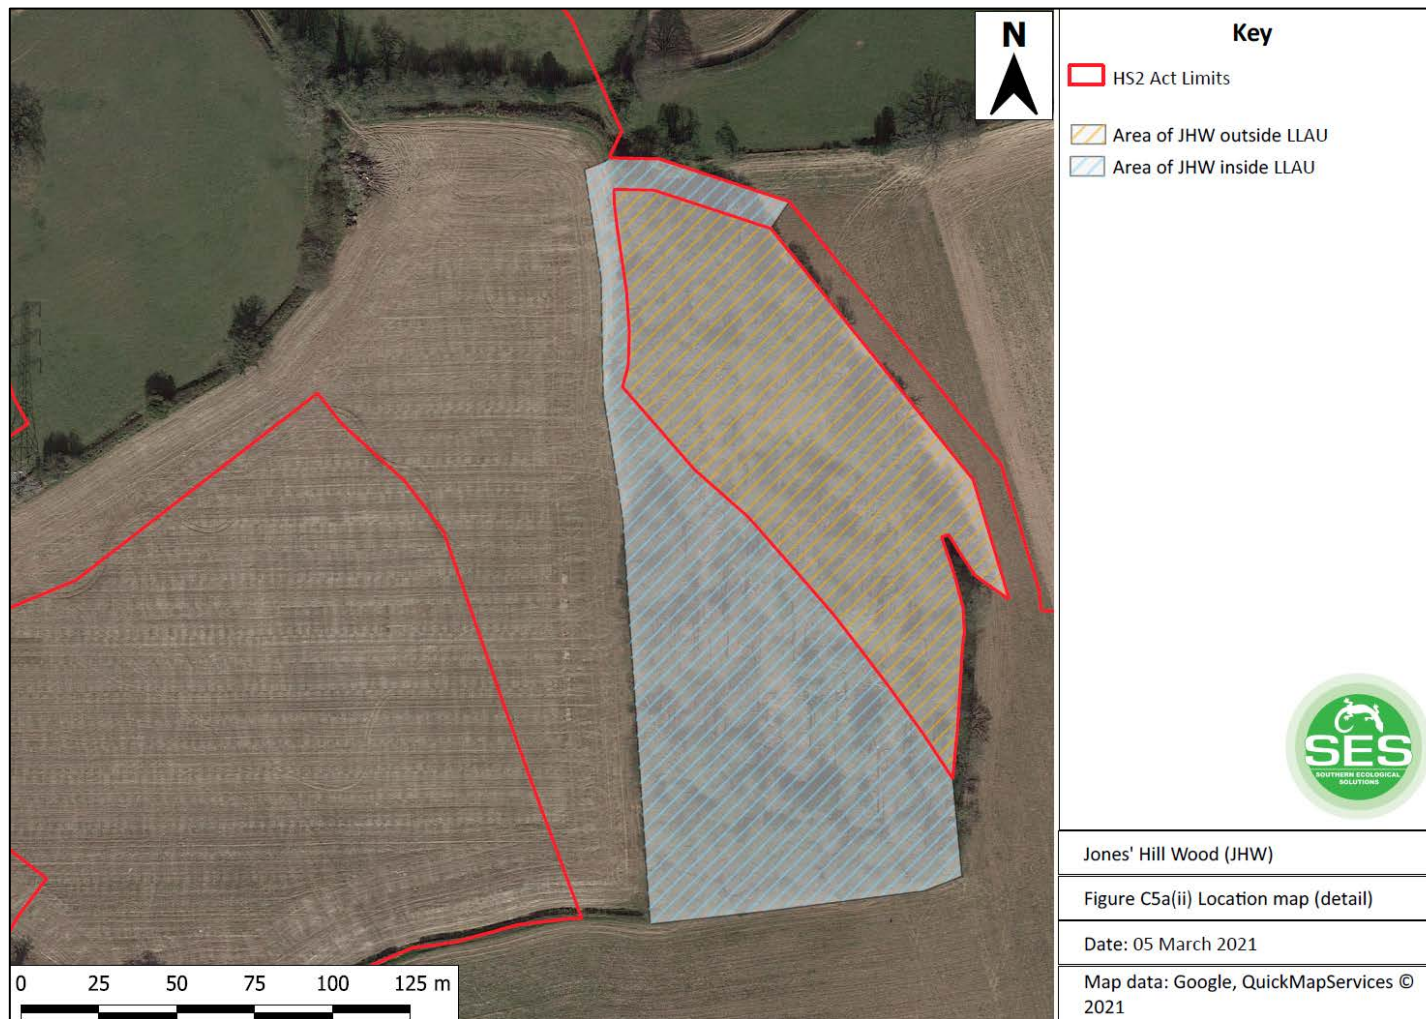 N
Key
HS2 Act Limits
Area of JHW outside LLAU
Area of JHW inside LLAU
SES
SOUTHERN ECOLOGICAL
SOLUTIONS
Jones' Hill Wood (JHW)
Figure C5a(ii) Location map (detail)
Date: 05 March 2021
Map data: Google, QuickMapServices ©
2021
0 25 50 75 100 125 m